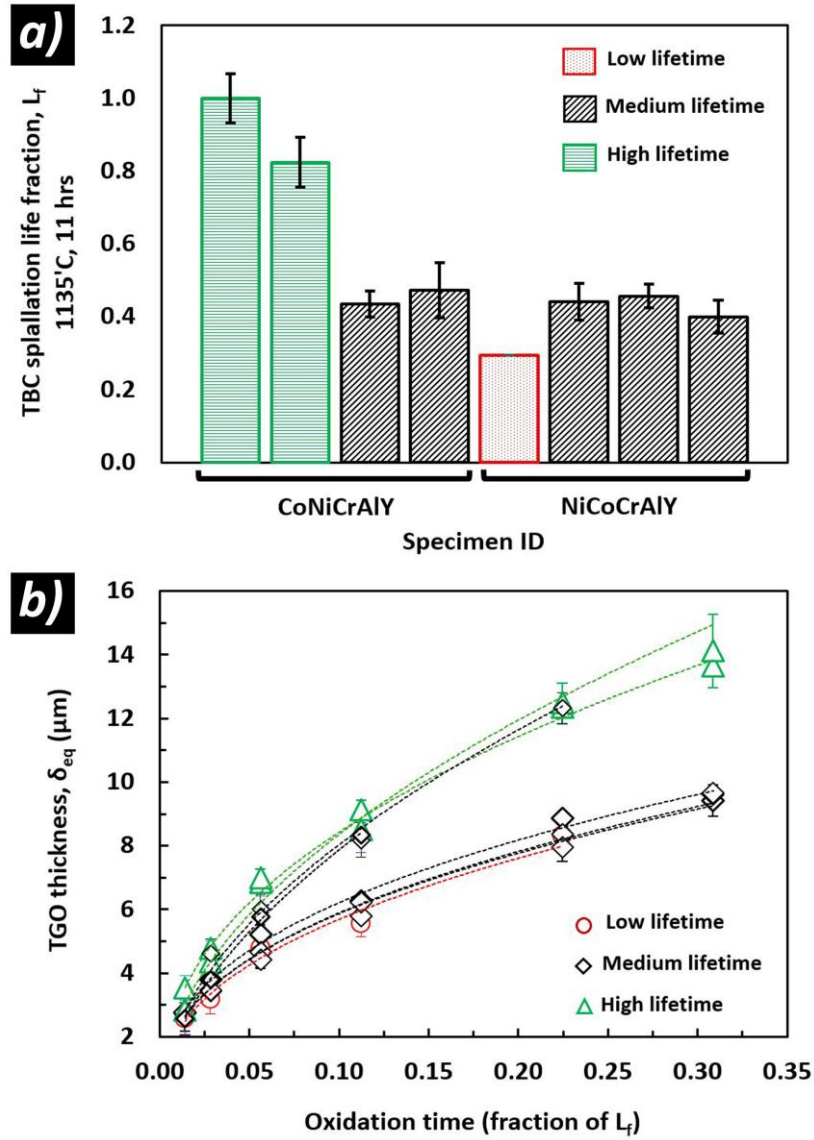 a)
TBC splallation life fraction, Lf
1135'C, 11 hrs
1.2
1.0
0.8
0.6
0.4
0.2
0.0
Low lifetime
Medium lifetime
High lifetime
CoNiCrAlY
NiCoCrAlY
Specimen ID
b)
TGO thickness, δeq (μm)
16
14
12
10
8
6
4
2
Low lifetime
Medium lifetime
High lifetime
0.00 0.05 0.10 0.15 0.20 0.25 0.30 0.35
Oxidation time (fraction of Lf)